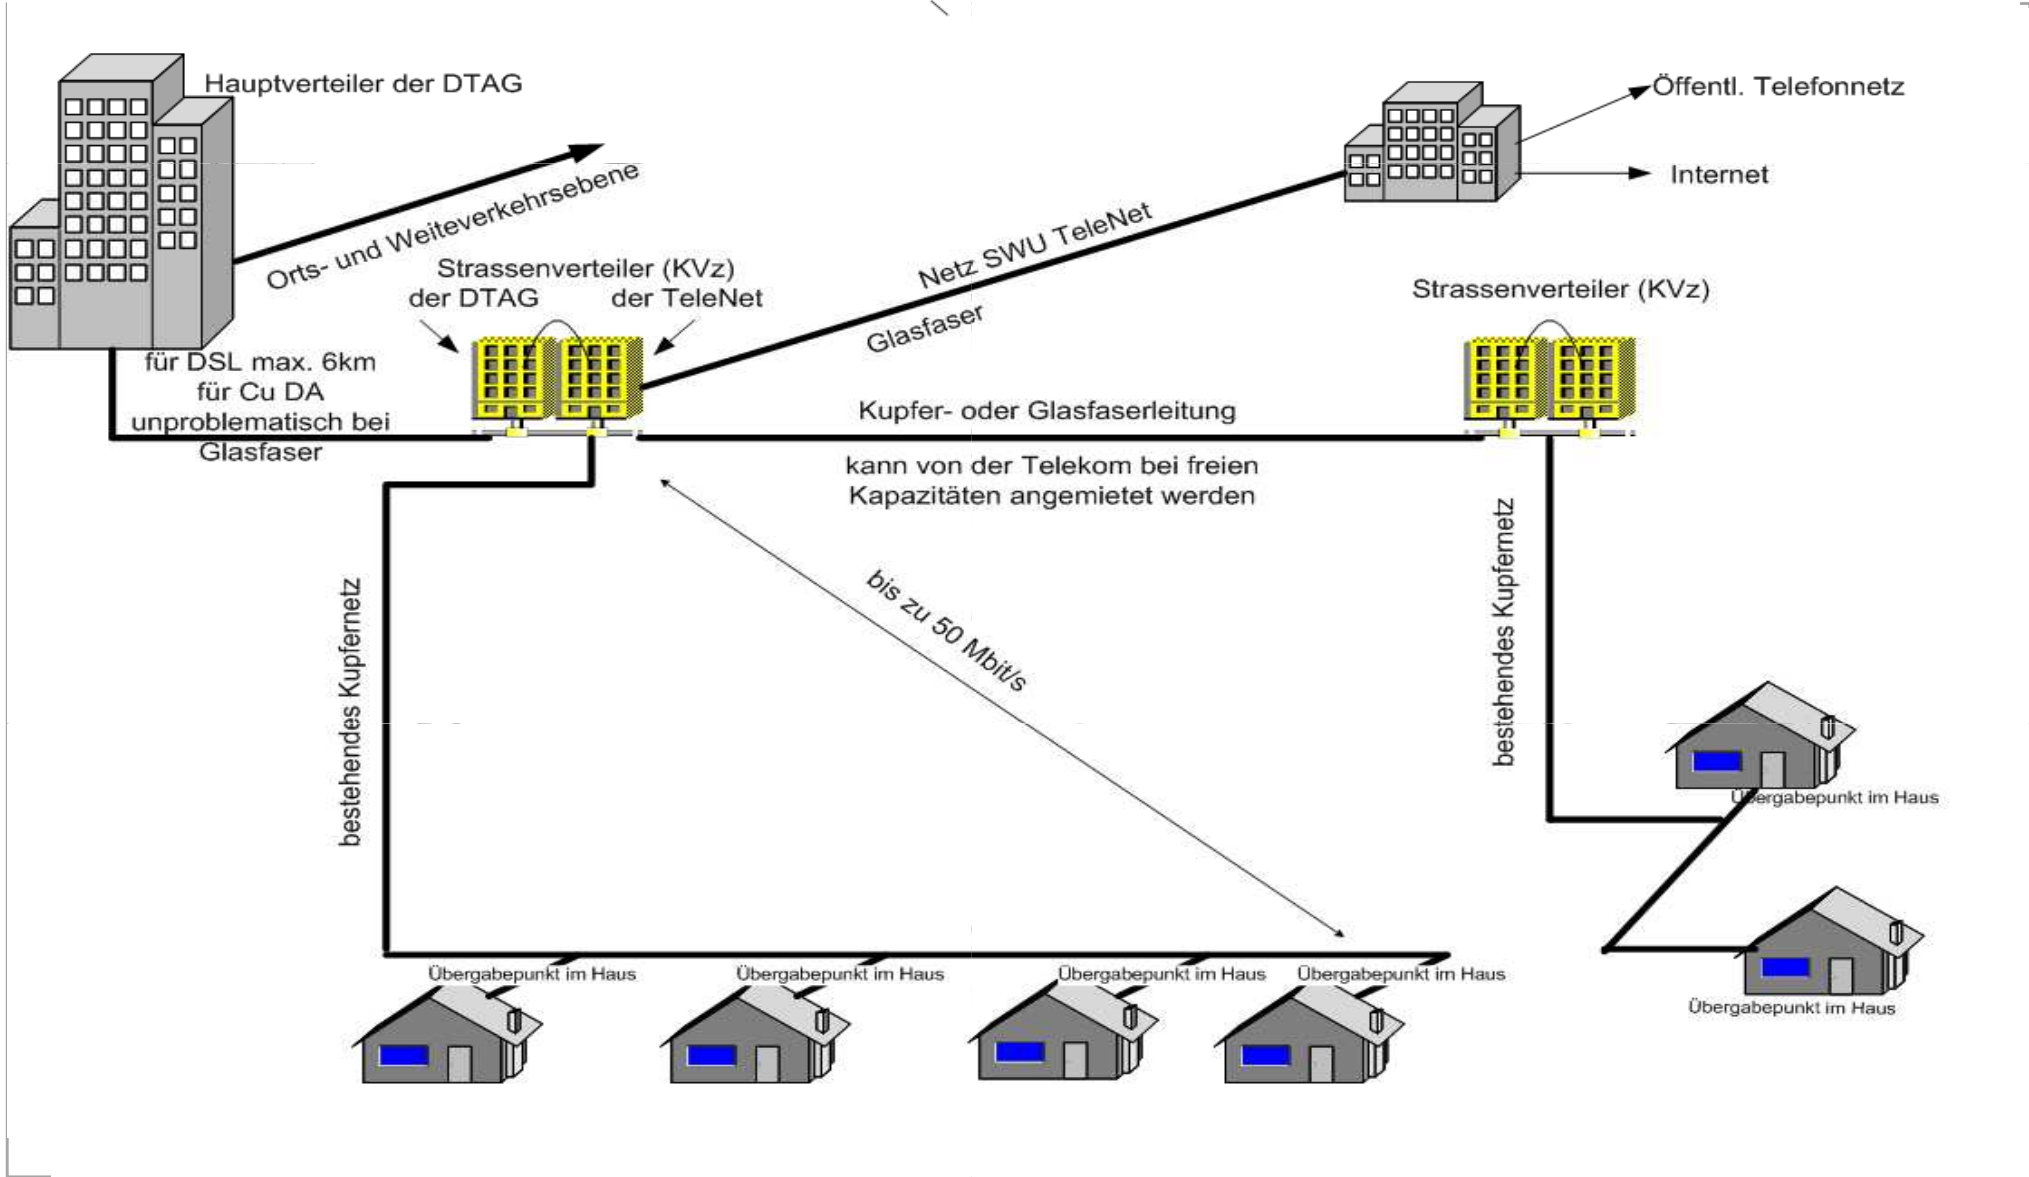 Hauptverteiler der DTAG
Öffentl. Telefonnetz
Internet
Orts- und Weiteverkehrsebene
Netz SWU TeleNet
Glasfaser
Strassenverteiler (KVz)
der DTAG
der TeleNet
Strassenverteiler (KVz)
für DSL max. 6km
für Cu DA
unproblematisch bei
Glasfaser
Kupfer- oder Glasfaserleitung
kann von der Telekom bei freien
Kapazitäten angemietet werden
bestehendes Kupfernetz
bis zu 50 Mbit/s
bestehendes Kupfernetz
Übergabepunkt im Haus
Übergabepunkt im Haus
Übergabepunkt im Haus
Übergabepunkt im Haus
Übergabepunkt im Haus
Übergabepunkt im Haus